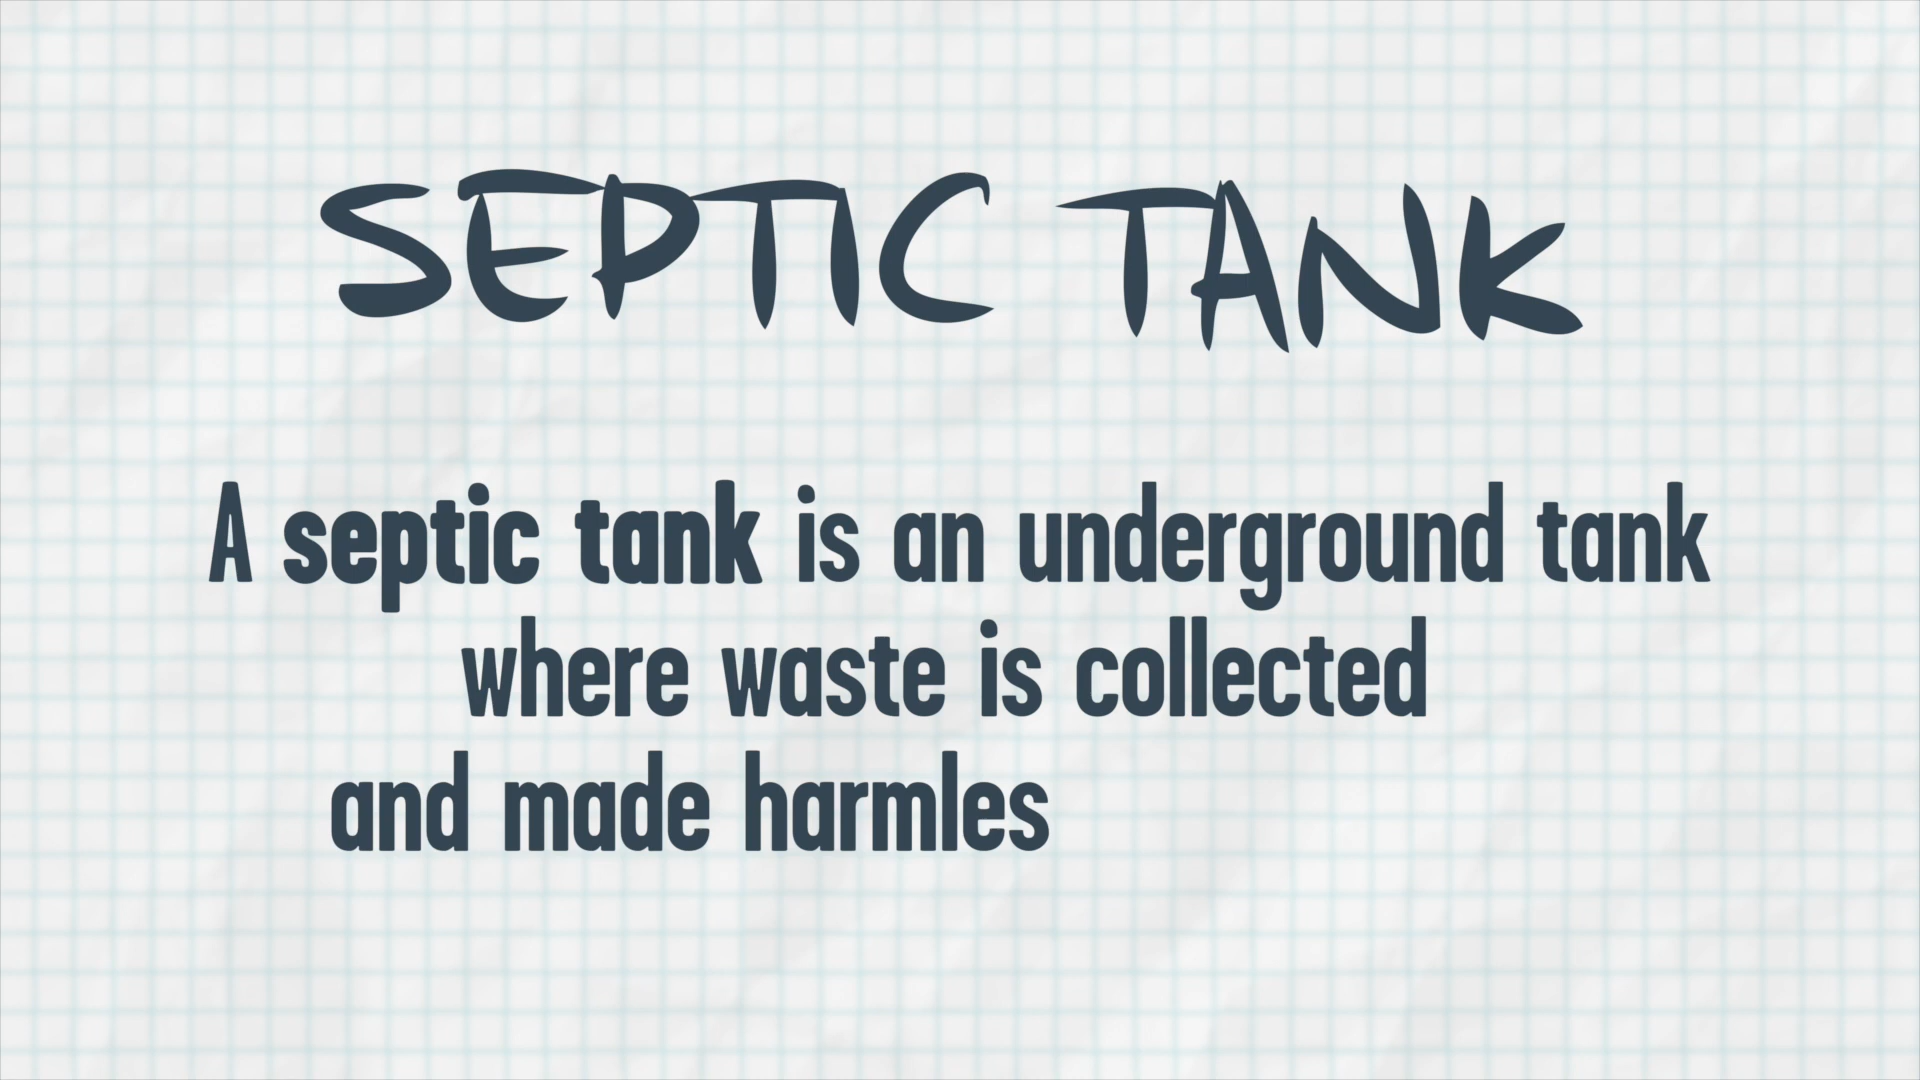 SEPTIC TANK
A septic tank is an underground tank
where waste is collected
and made harmles